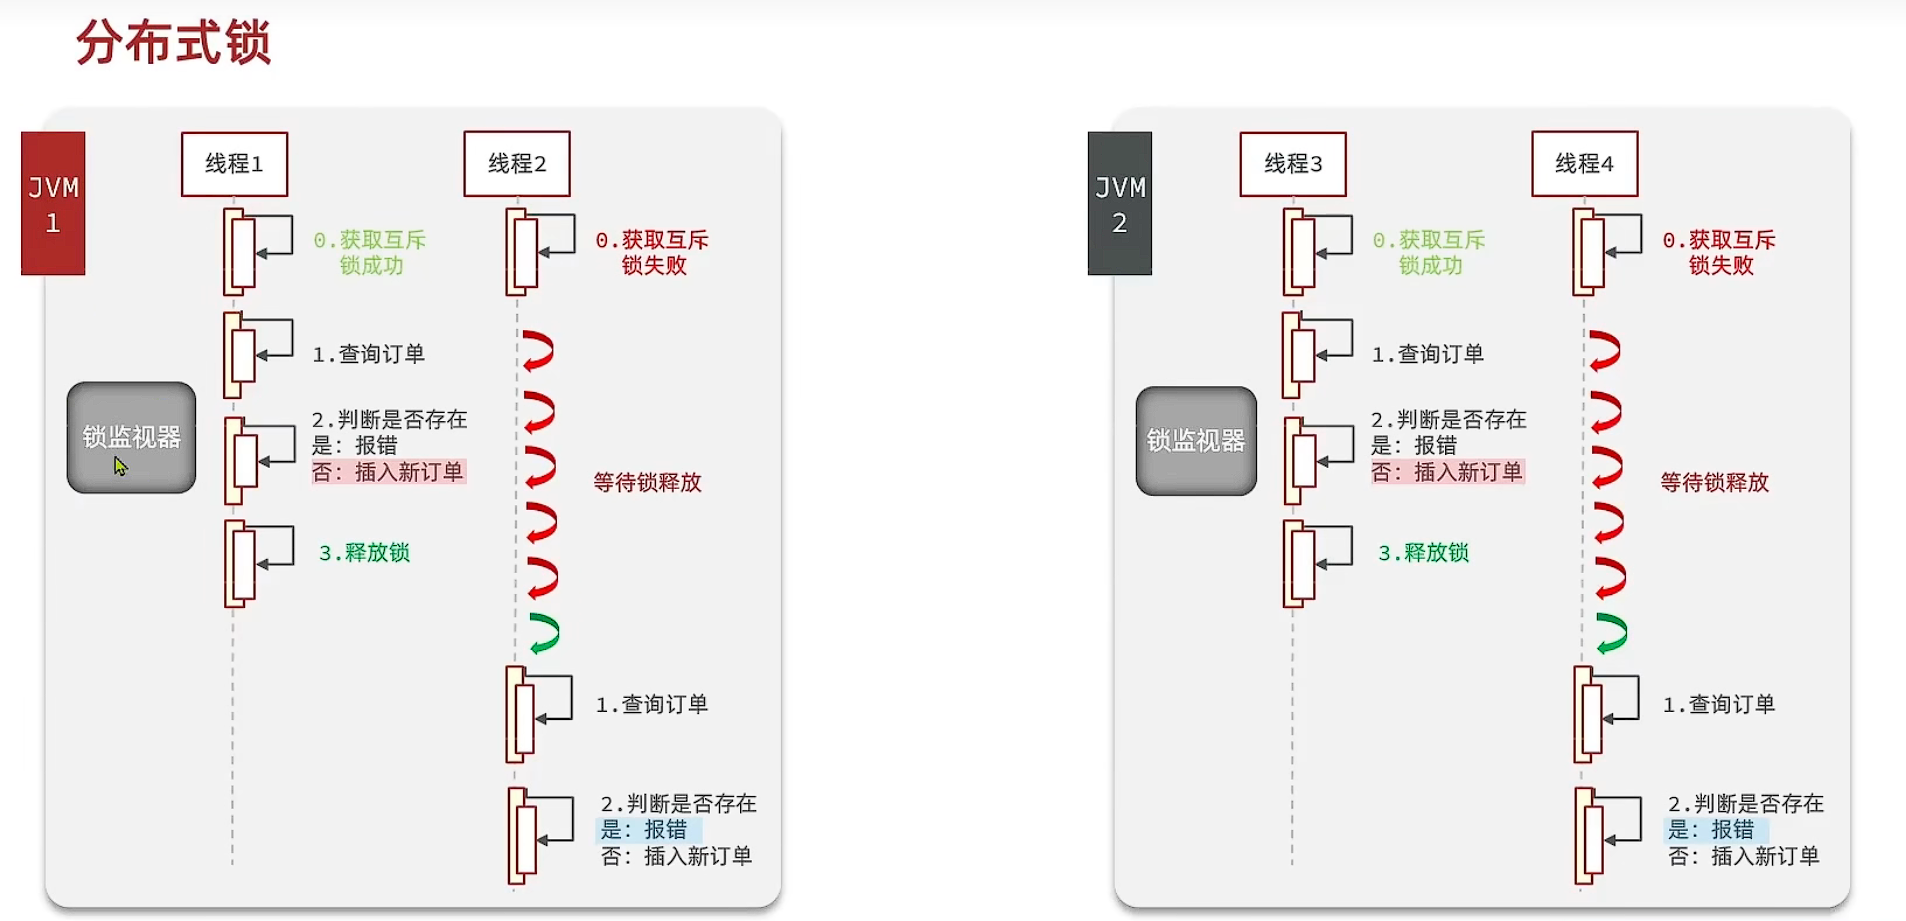 分布式锁
JVM
1
线程1
线程2
0.获取互斥
锁成功
0.获取互斥
锁失败
1.查询订单
锁监视器
2.判断是否存在
是：报错
否：插入新订单
等待锁释放
3.释放锁
1.查询订单
2.判断是否存在
是：报错
否：插入新订单
JVM
2
线程3
线程4
0.获取互斥
锁成功
0.获取互斥
锁失败
1.查询订单
锁监视器
2.判断是否存在
是：报错
否：插入新订单
等待锁释放
3.释放锁
1.查询订单
2.判断是否存在
是：报错
否：插入新订单